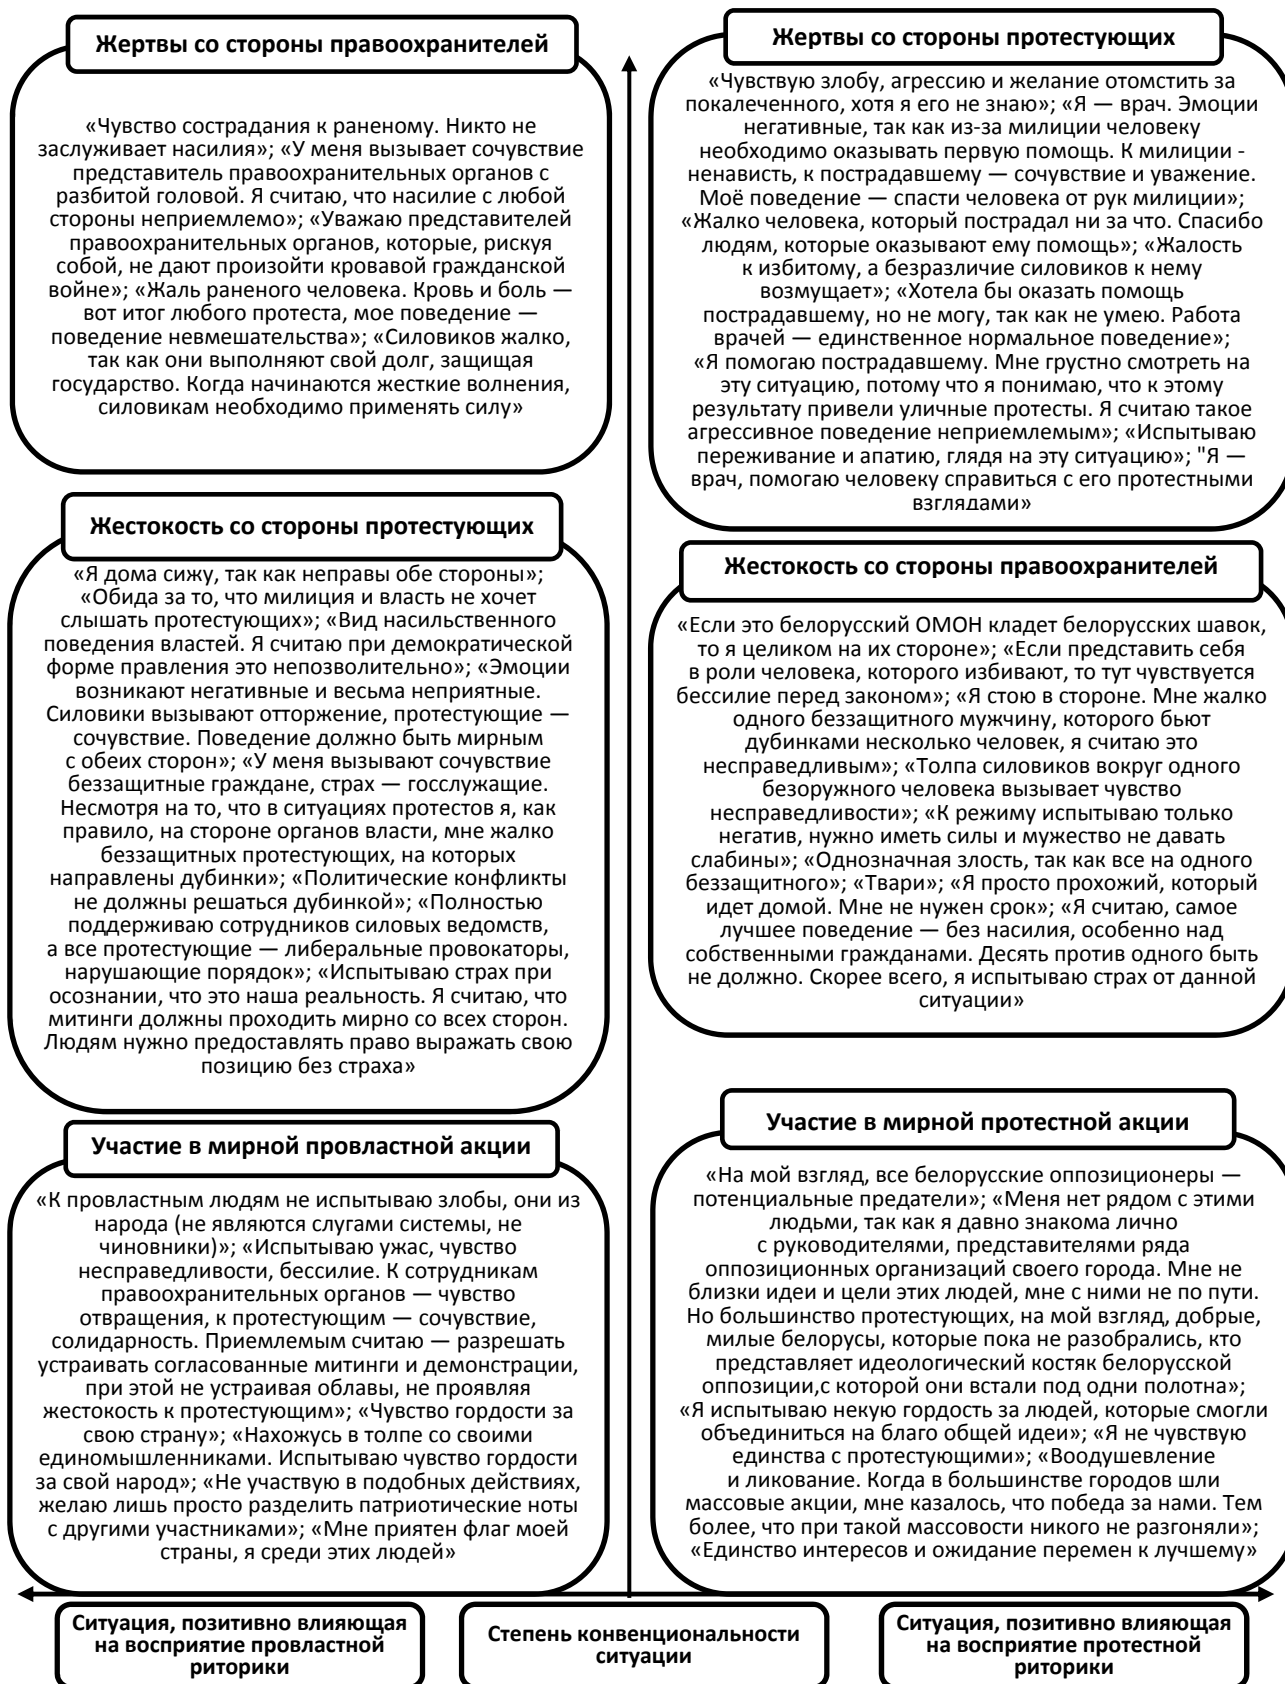 Жертвы со стороны правоохранителей
«Чувство сострадания к раненому. Никто не
заслуживает насилия»; «У меня вызывает сочувствие
представитель правоохранительных органов с
разбитой головой. Я считаю, что насилие с любой
стороны неприемлемо»; «Уважаю представителей
правоохранительных органов, которые, рискуя
собой, не дают произойти кровавой гражданской
войне»; «Жаль раненого человека. Кровь и боль —
вот итог любого протеста, мое поведение —
поведение невмешательства»; «Силовиков жалко,
так как они выполняют свой долг, защищая
государство. Когда начинаются жесткие волнения,
силовикам необходимо применять силу»
Жертвы со стороны протестующих
«Чувствую злобу, агрессию и желание отомстить за
покалеченного, хотя я его не знаю»; «Я — врач. Эмоции
негативные, так как из-за милиции человеку
необходимо оказывать первую помощь. К милиции -
ненависть, к пострадавшему — сочувствие и уважение.
Моё поведение — спасти человека от рук милиции»;
«Жалко человека, который пострадал ни за что. Спасибо
людям, которые оказывают ему помощь»; «Жалость
к избитому, а безразличие силовиков к нему
возмущает»; «Хотела бы оказать помощь
пострадавшему, но не могу, так как не умею. Работа
врачей — единственное нормальное поведение»;
«Я помогаю пострадавшему. Мне грустно смотреть на
эту ситуацию, потому что я понимаю, что к этому
результату привели уличные протесты. Я считаю такое
агрессивное поведение неприемлемым»; «Испытываю
переживание и апатию, глядя на эту ситуацию»; "Я —
врач, помогаю человеку справиться с его протестными
взглядами»
Жестокость со стороны протестующих
«Я дома сижу, так как неправы обе стороны»;
«Обида за то, что милиция и власть не хочет
слышать протестующих»; «Вид насильственного
поведения властей. Я считаю при демократической
форме правления это непозволительно»; «Эмоции
возникают негативные и весьма неприятные.
Силовики вызывают отторжение, протестующие —
сочувствие. Поведение должно быть мирным
с обеих сторон»; «У меня вызывают сочувствие
беззащитные граждане, страх — госслужащие.
Несмотря на то, что в ситуациях протестов я, как
правило, на стороне органов власти, мне жалко
беззащитных протестующих, на которых
направлены дубинки»; «Политические конфликты
не должны решаться дубинкой»; «Полностью
поддерживаю сотрудников силовых ведомств,
а все протестующие — либеральные провокаторы,
нарушающие порядок»; «Испытываю страх при
осознании, что это наша реальность. Я считаю, что
митинги должны проходить мирно со всех сторон.
Людям нужно предоставлять право выражать свою
позицию без страха»
Жестокость со стороны правоохранителей
«Если это белорусский ОМОН кладет белорусских шавок,
то я целиком на их стороне»; «Если представить себя
в роли человека, которого избивают, то тут чувствуется
бессилие перед законом»; «Я стою в стороне. Мне жалко
одного беззащитного мужчину, которого бьют
дубинками несколько человек, я считаю это
несправедливым»; «Толпа силовиков вокруг одного
безоружного человека вызывает чувство
несправедливости»; «К режиму испытываю только
негатив, нужно иметь силы и мужество не давать
слабины»; «Однозначная злость, так как все на одного
беззащитного»; «Твари»; «Я просто прохожий, который
идет домой. Мне не нужен срок»; «Я считаю, самое
лучшее поведение — без насилия, особенно над
собственными гражданами. Десять против одного быть
не должно. Скорее всего, я испытываю страх от данной
ситуации»
Участие в мирной провластной акции
«К провластным людям не испытываю злобы, они из
народа (не являются слугами системы, не
чиновники)»; «Испытываю ужас, чувство
несправедливости, бессилие. К сотрудникам
правоохранительных органов — чувство
отвращения, к протестующим — сочувствие,
солидарность. Приемлемым считаю — разрешать
устраивать согласованные митинги и демонстрации,
при этой не устраивая облавы, не проявляя
жестокость к протестующим»; «Чувство гордости за
свою страну»; «Нахожусь в толпе со своими
единомышленниками. Испытываю чувство гордости
за свой народ»; «Не участвую в подобных действиях,
желаю лишь просто разделить патриотические ноты
с другими участниками»; «Мне приятен флаг моей
страны, я среди этих людей»
Участие в мирной протестной акции
«На мой взгляд, все белорусские оппозиционеры —
потенциальные предатели»; «Меня нет рядом с этими
людьми, так как я давно знакома лично
с руководителями, представителями ряда
оппозиционных организаций своего города. Мне не
близки идеи и цели этих людей, мне с ними не по пути.
Но большинство протестующих, на мой взгляд, добрые,
милые белорусы, которые пока не разобрались, кто
представляет идеологический костяк белорусской
оппозиции,с которой они встали под одни полотна»;
«Я испытываю некую гордость за людей, которые смогли
объединиться на благо общей идеи»; «Я не чувствую
единства с протестующими»; «Воодушевление
и ликование. Когда в большинстве городов шли
массовые акции, мне казалось, что победа за нами. Тем
более, что при такой массовости никого не разгоняли»;
«Единство интересов и ожидание перемен к лучшему»
Ситуация, позитивно влияющая
на восприятие провластной
риторики
Степень конвенциональности
ситуации
Ситуация, позитивно влияющая
на восприятие протестной
риторики